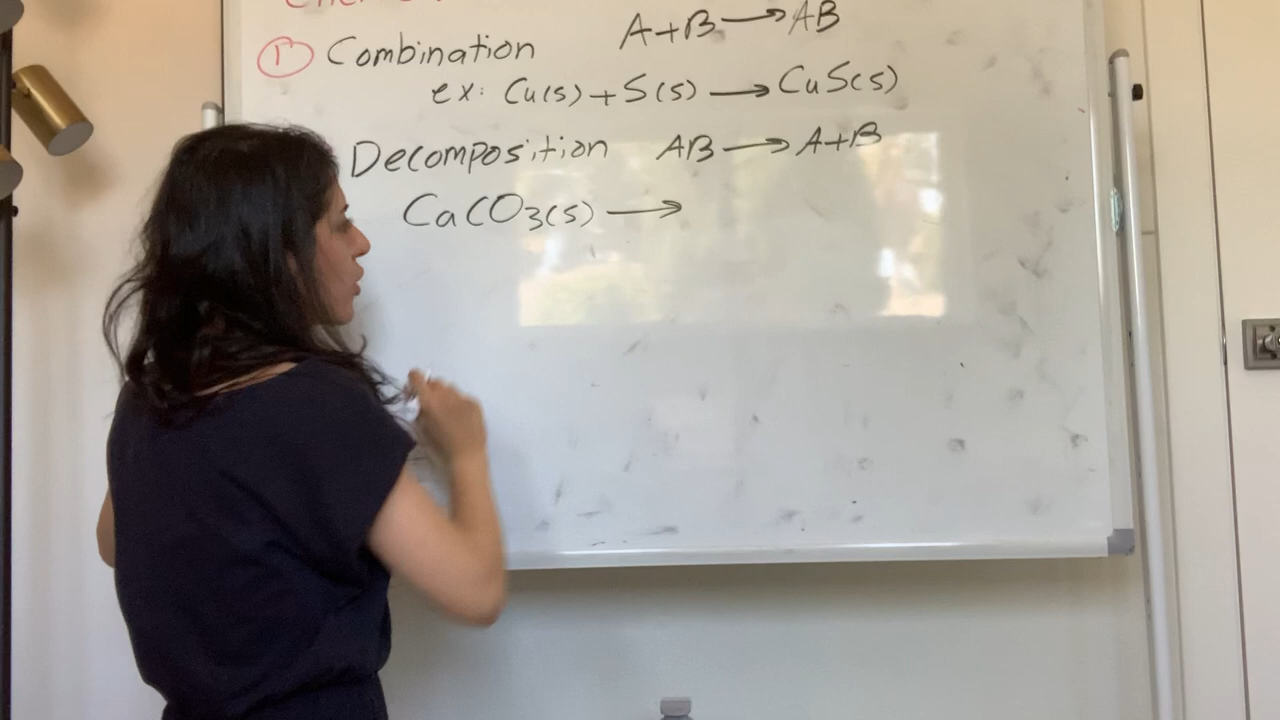 ① Combination A+B→AB
ex: Cu(s)+S(s)→CuS(s)
Decomposition AB→A+B
CaCO3(s)→